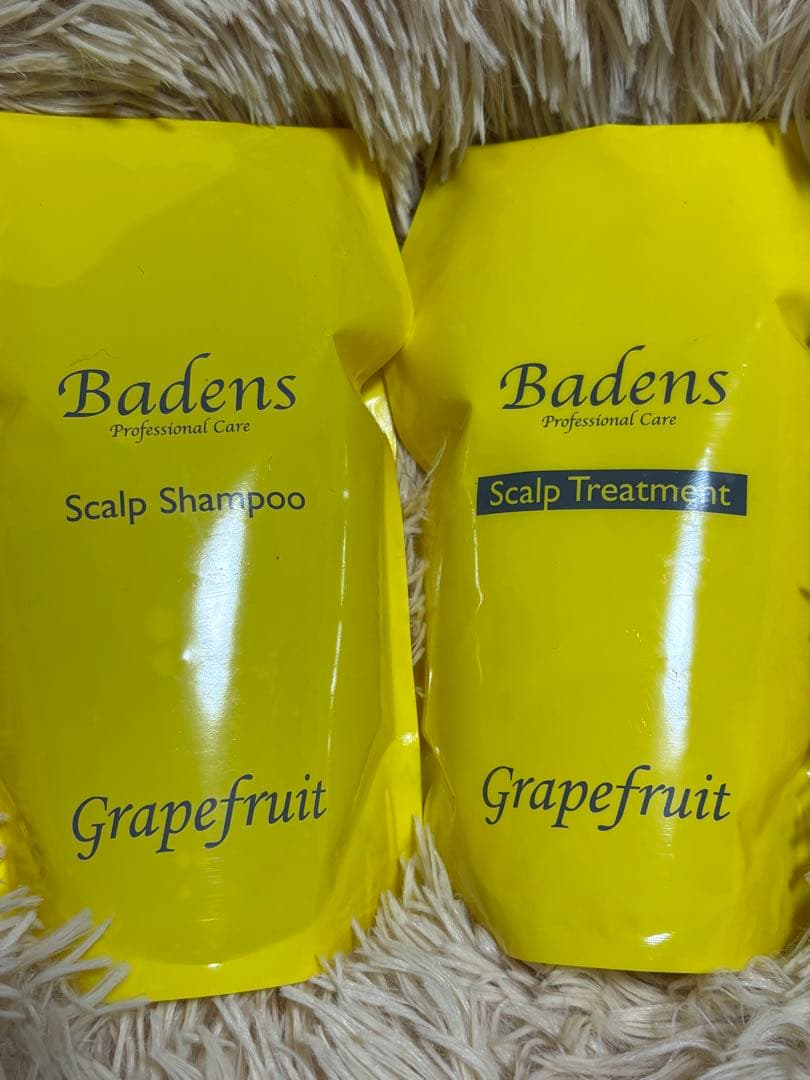 Badens
Professional Care
Scalp Shampoo
Grapefruit
Badens
Professional Care
Scalp Treatment
Grapefruit